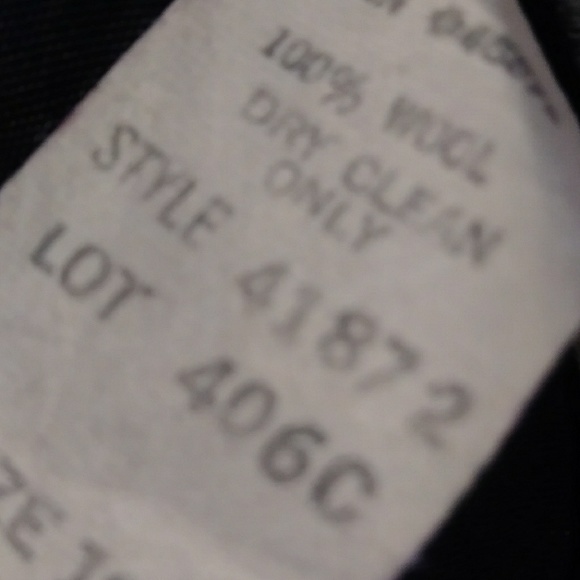 100% WOOL
DRY CLEAN
ONLY
STYLE 41872
LOT 406C